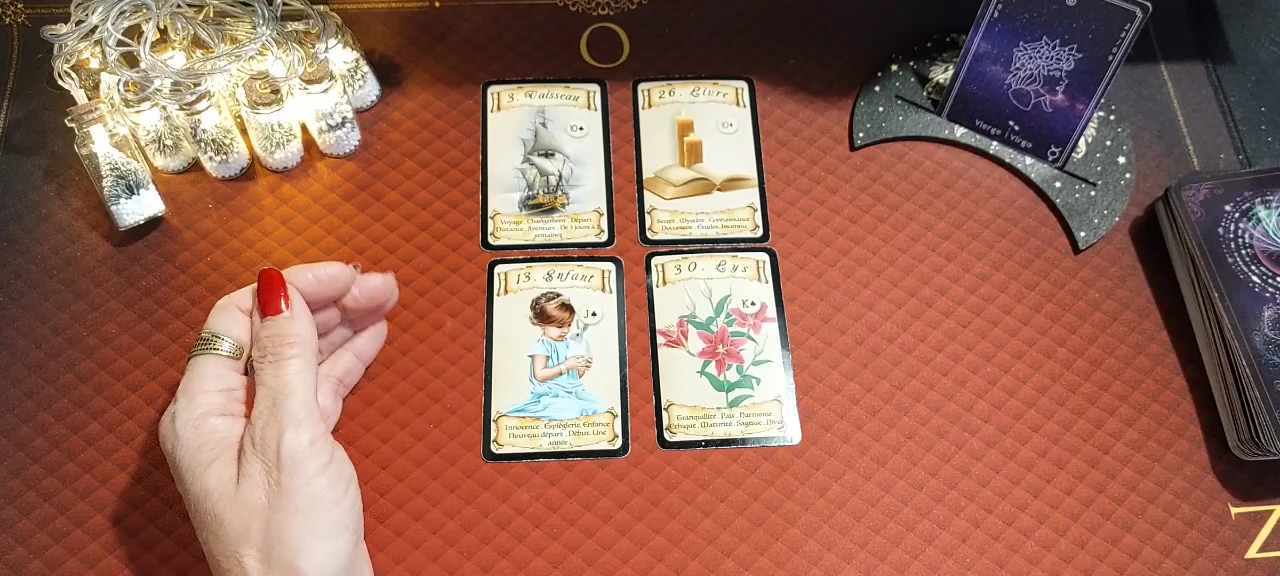 O
3. Vaisseau
10♠
Voyage . Changement . Départ .
Distance . Aventure . De 3 jours à 2
semaines
26. Livre
10♦
Secret . Mystère . Connaissance
Document . Études . Inconnu
13. Enfant
J♠
Innocence . Espièglerie . Enfance
Nouveau départ . Début . Une
année
30. Lys
K♠
Tranquillité . Paix . Harmonie
Éthique . Maturité . Sagesse . Hiver
Vierge | Virgo
Z